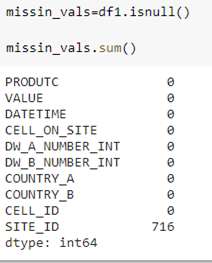 missin_vals=df1.isnull()
missin_vals.sum()
PRODUTC 0
VALUE 0
DATETIME 0
CELL_ON_SITE 0
DW_A_NUMBER_INT 0
DW_B_NUMBER_INT 0
COUNTRY_A 0
COUNTRY_B 0
CELL_ID 0
SITE_ID 716
dtype: int64